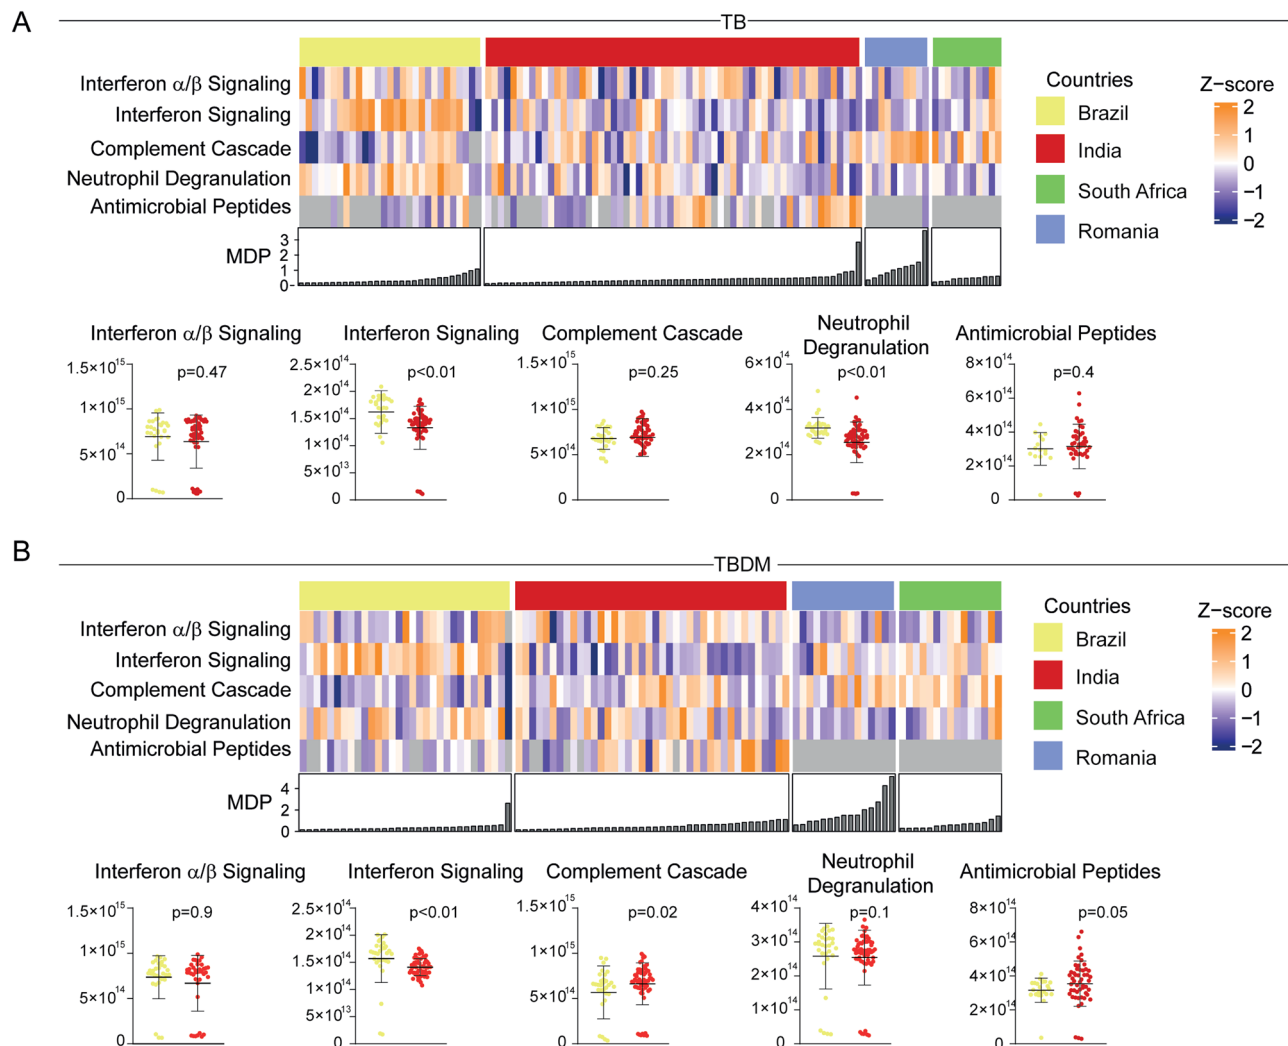 A
TB
Interferon α/β Signaling
Interferon Signaling
Complement Cascade
Neutrophil Degranulation
Antimicrobial Peptides
MDP
3
2
1
0
Countries
Brazil
India
South Africa
Romania
Z−score
2
1
0
−1
−2
Interferon α/β Signaling
p=0.47
1.5×10^15
1×10^15
5×10^14
0
Interferon Signaling
p<0.01
2.5×10^14
2×10^14
1.5×10^14
1×10^14
5×10^13
0
Complement Cascade
p=0.25
1.5×10^15
1×10^15
5×10^14
0
Neutrophil
Degranulation
p<0.01
6×10^14
4×10^14
2×10^14
0
Antimicrobial Peptides
p=0.4
8×10^14
6×10^14
4×10^14
2×10^14
0
B
TBDM
Interferon α/β Signaling
Interferon Signaling
Complement Cascade
Neutrophil Degranulation
Antimicrobial Peptides
MDP
4
2
0
Countries
Brazil
India
South Africa
Romania
Z−score
2
1
0
−1
−2
Interferon α/β Signaling
p=0.9
1.5×10^15
1×10^15
5×10^14
0
Interferon Signaling
p<0.01
2.5×10^14
2×10^14
1.5×10^14
1×10^14
5×10^13
0
Complement Cascade
p=0.02
1.5×10^15
1×10^15
5×10^14
0
Neutrophil
Degranulation
p=0.1
4×10^14
3×10^14
2×10^14
1×10^14
0
Antimicrobial Peptides
p=0.05
8×10^14
6×10^14
4×10^14
2×10^14
0